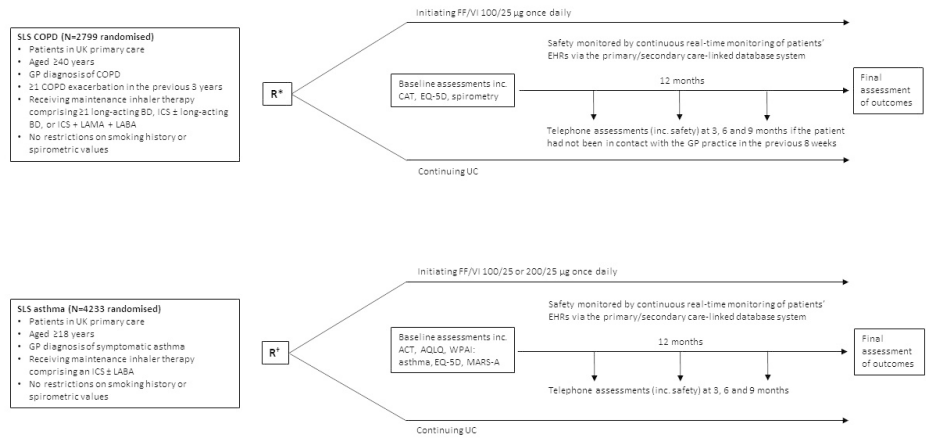 SLS COPD (N=2799 randomised)
• Patients in UK primary care
• Aged ≥40 years
• GP diagnosis of COPD
• ≥1 COPD exacerbation in the previous 3 years
• Receiving maintenance inhaler therapy
comprising ≥1 long-acting BD, ICS ± long-acting
BD, or ICS + LAMA + LABA
• No restrictions on smoking history or
spirometric values
R*
Initiating FF/VI 100/25 µg once daily
Safety monitored by continuous real-time monitoring of patients’
EHRs via the primary/secondary care-linked database system
Baseline assessments inc.
CAT, EQ-5D, spirometry
12 months
Final
assessment
of outcomes
Telephone assessments (inc. safety) at 3, 6 and 9 months if the patient
had not been in contact with the GP practice in the previous 8 weeks
Continuing UC
SLS asthma (N=4233 randomised)
• Patients in UK primary care
• Aged ≥18 years
• GP diagnosis of symptomatic asthma
• Receiving maintenance inhaler therapy
comprising an ICS ± LABA
• No restrictions on smoking history or
spirometric values
R†
Initiating FF/VI 100/25 or 200/25 µg once daily
Safety monitored by continuous real-time monitoring of patients’
EHRs via the primary/secondary care-linked database system
Baseline assessments inc.
ACT, AQLQ, WPAI:
asthma, EQ-5D, MARS-A
12 months
Final
assessment
of outcomes
Telephone assessments (inc. safety) at 3, 6 and 9 months
Continuing UC